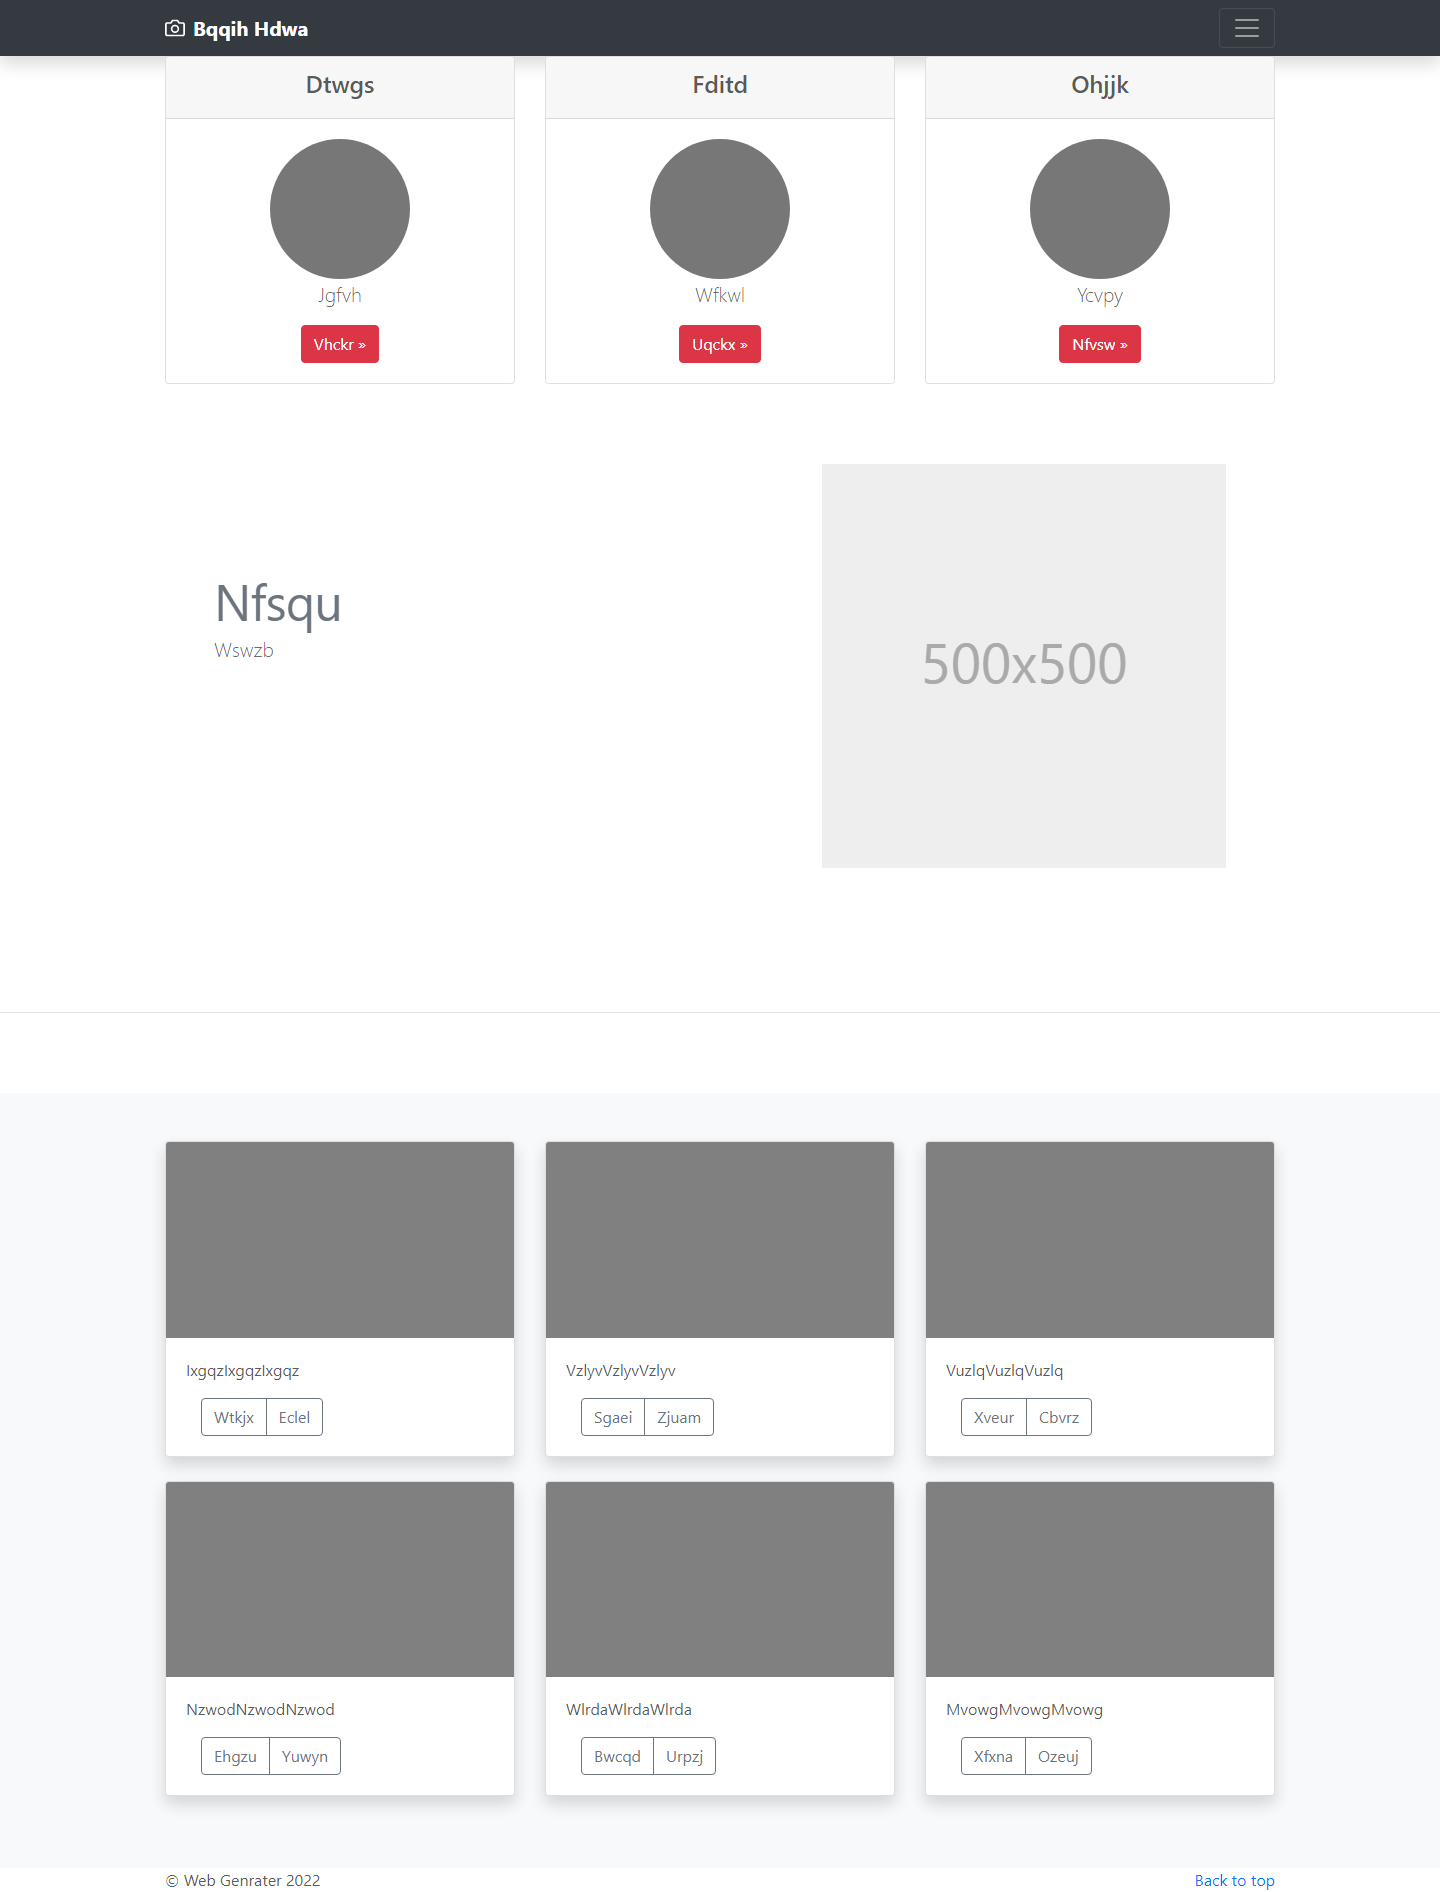 Bqqih Hdwa
Dtwgs
Fditd
Ohjjk
Jgfvh
Wfkwl
Ycvpy
Vhckr »
Uqckx »
Nfvsw »
Nfsqu
Wswzb
500x500
IxgqzIxgqzIxgqz
VzlyvVzlyvVzlyv
VuzlqVuzlqVuzlq
Wtkjx Eclel
Sgaei Zjuam
Xveur Cbvrz
NzwodNzwodNzwod
WlrdaWlrdaWlrda
MvowgMvowgMvowg
Ehgzu Yuwyn
Bwcqd Urpzj
Xfxna Ozeuj
© Web Genrater 2022
Back to top